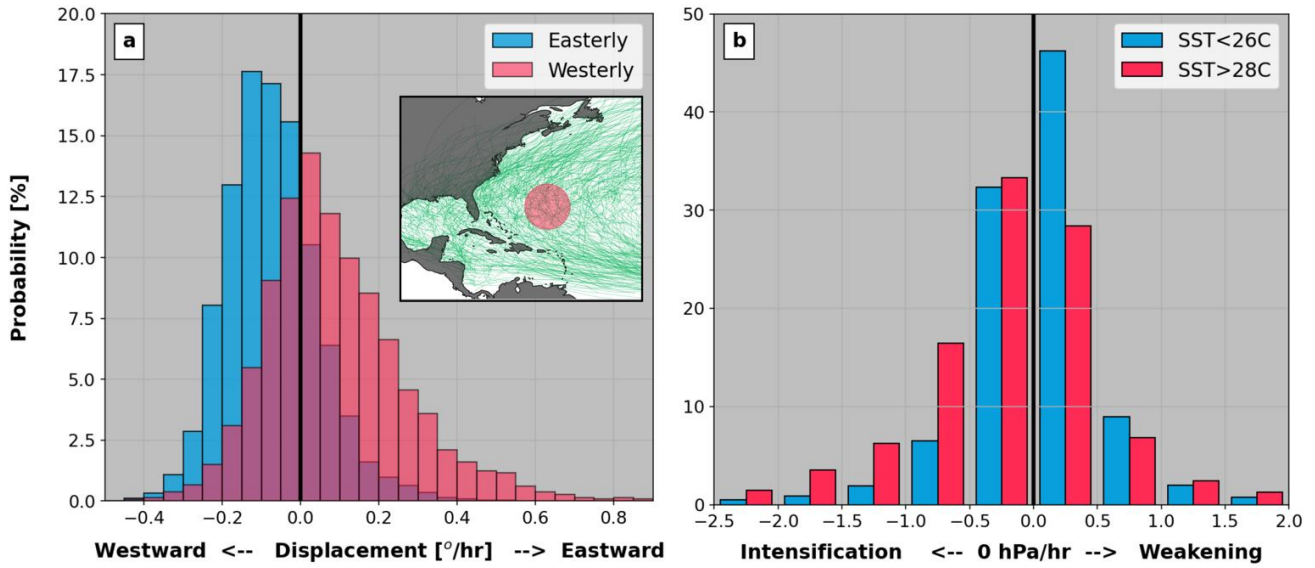 a
Easterly
Westerly
20.0
17.5
15.0
12.5
10.0
7.5
5.0
2.5
0.0
Probability [%]
−0.4 −0.2 0.0 0.2 0.4 0.6 0.8
Westward <-- Displacement [°/hr] --> Eastward
b
SST<26C
SST>28C
50
40
30
20
10
0
−2.5 −2.0 −1.0 −0.5 0.0 0.5 1.0 1.5 2.0
Intensification <-- 0 hPa/hr --> Weakening